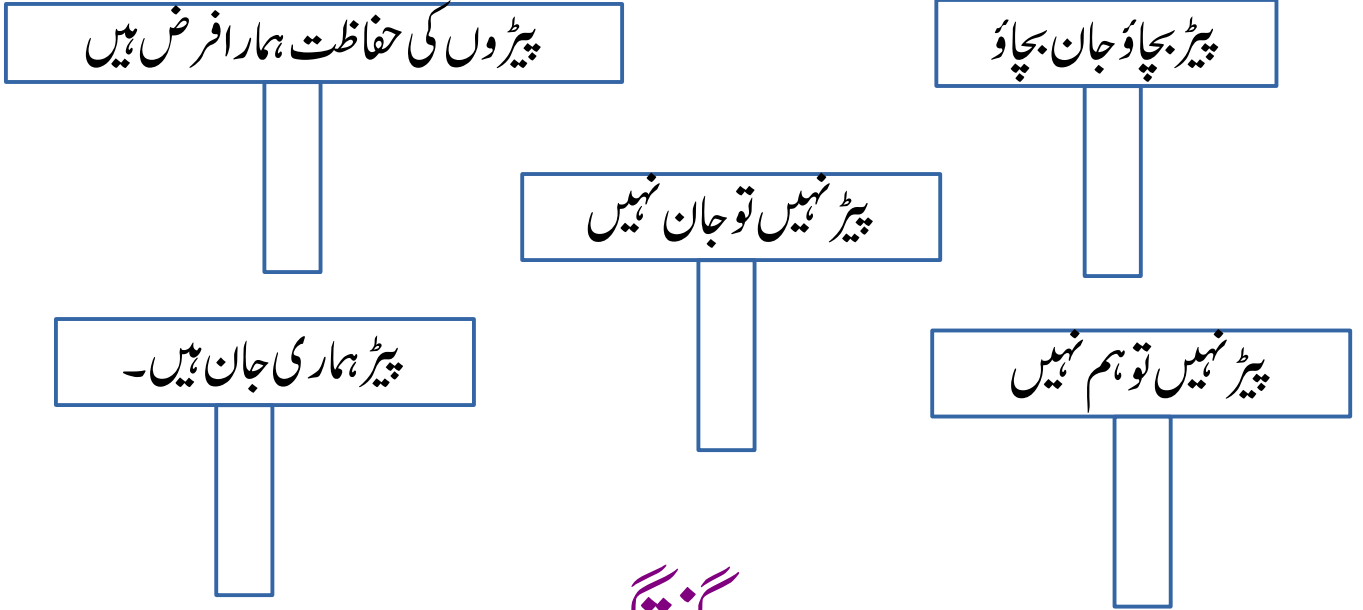 پیڑ بچاؤ جان بچاؤ
پیڑوں کی حفاظت ہمارا فرض ہیں
پیڑ نہیں تو جان نہیں
پیڑ نہیں تو ہم نہیں
پیڑ ہماری جان ہیں۔